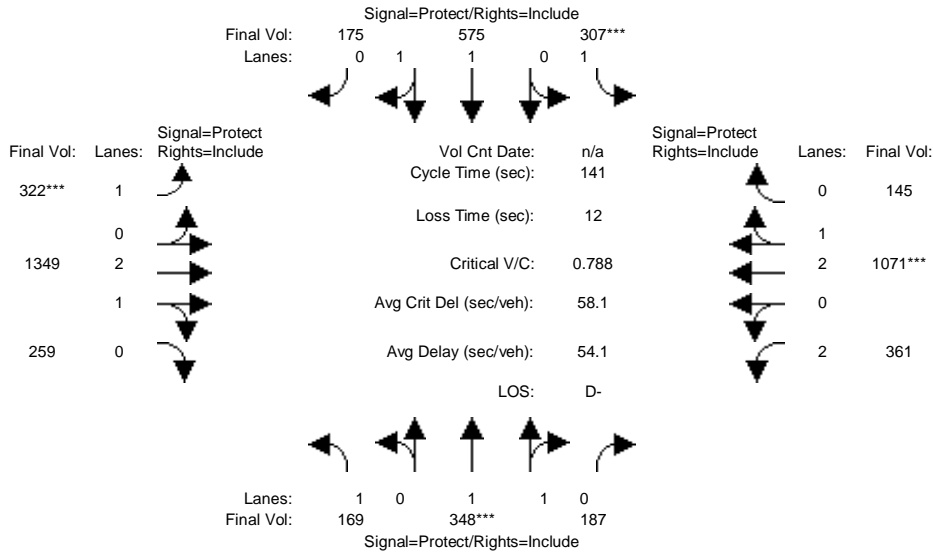 Signal=Protect/Rights=Include
Final Vol: 175 575 307***
Lanes: 0 1 1 0 1
Signal=Protect
Final Vol: Lanes: Rights=Include
Vol Cnt Date: n/a
Signal=Protect
Rights=Include Lanes: Final Vol:
Cycle Time (sec): 141
322*** 1
0 145
Loss Time (sec): 12
0
1
1349 2
Critical V/C: 0.788
2 1071***
1
Avg Crit Del (sec/veh): 58.1
0
259 0
Avg Delay (sec/veh): 54.1
2 361
LOS: D-
Lanes: 1 0 1 1 0
Final Vol: 169 348*** 187
Signal=Protect/Rights=Include